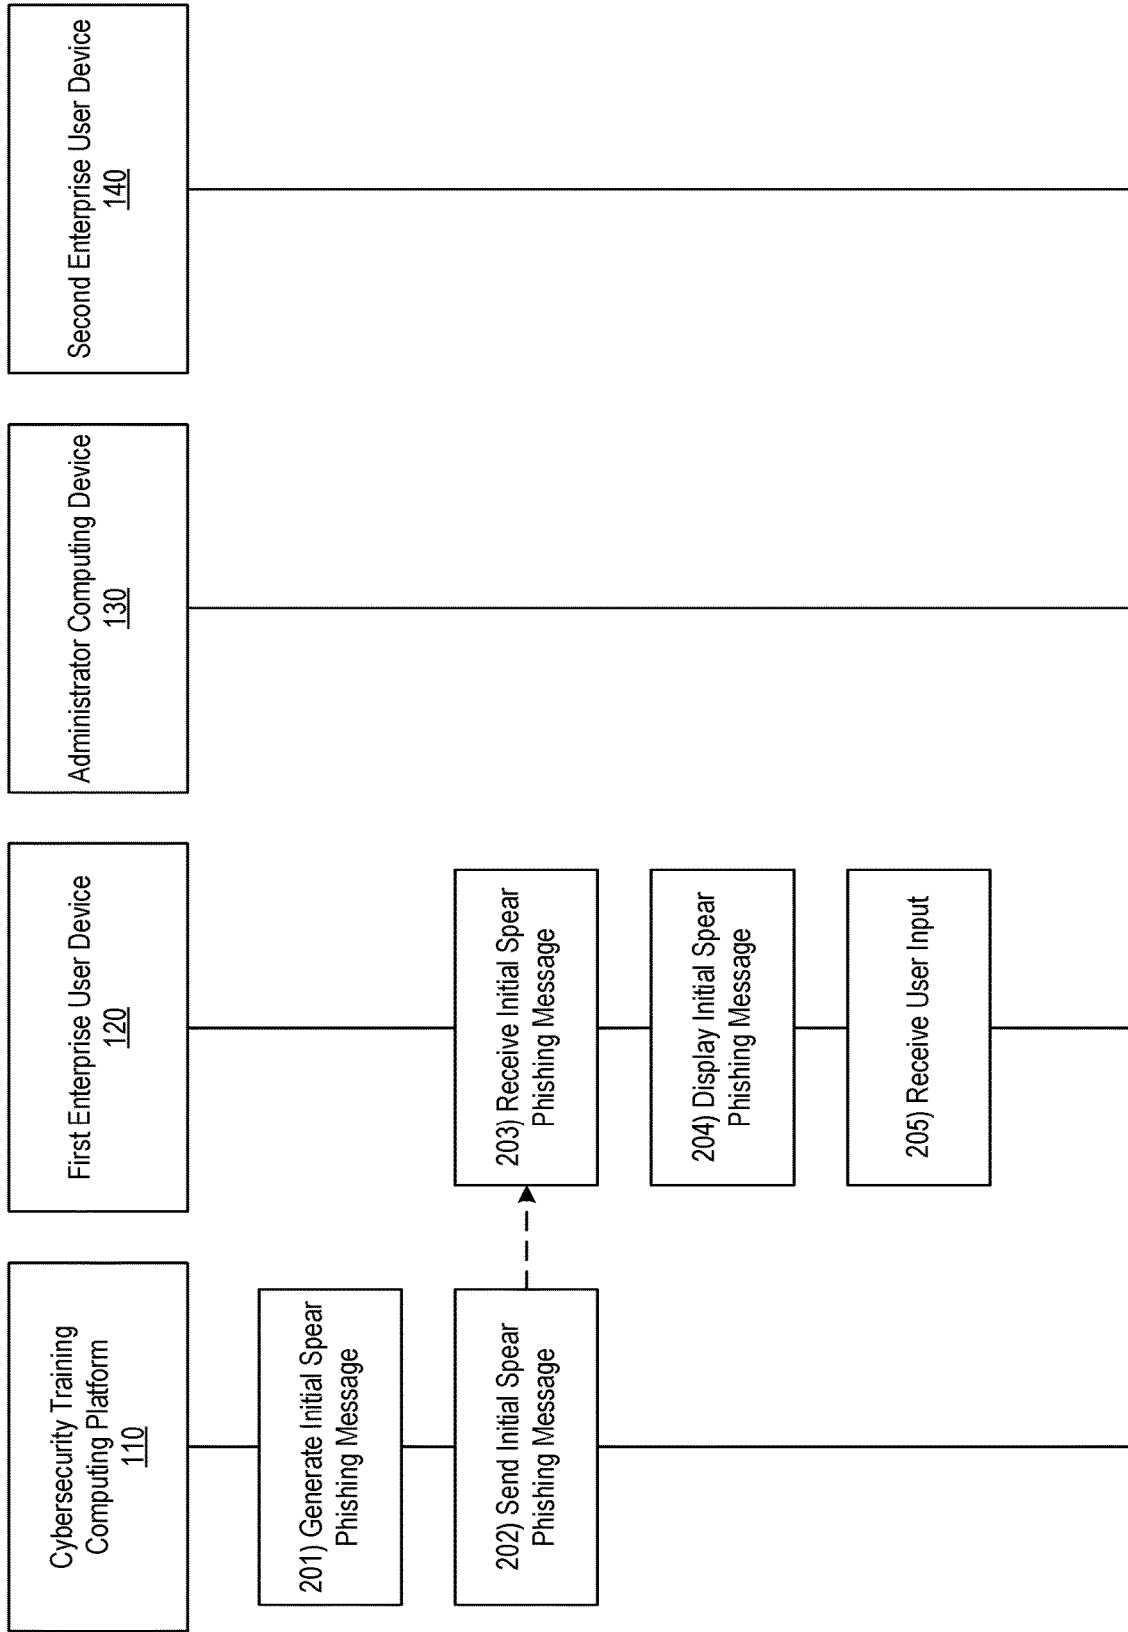 Cybersecurity Training
Computing Platform
110
First Enterprise User Device
120
Administrator Computing Device
130
Second Enterprise User Device
140
201) Generate Initial Spear
Phishing Message
202) Send Initial Spear
Phishing Message
203) Receive Initial Spear
Phishing Message
204) Display Initial Spear
Phishing Message
205) Receive User Input